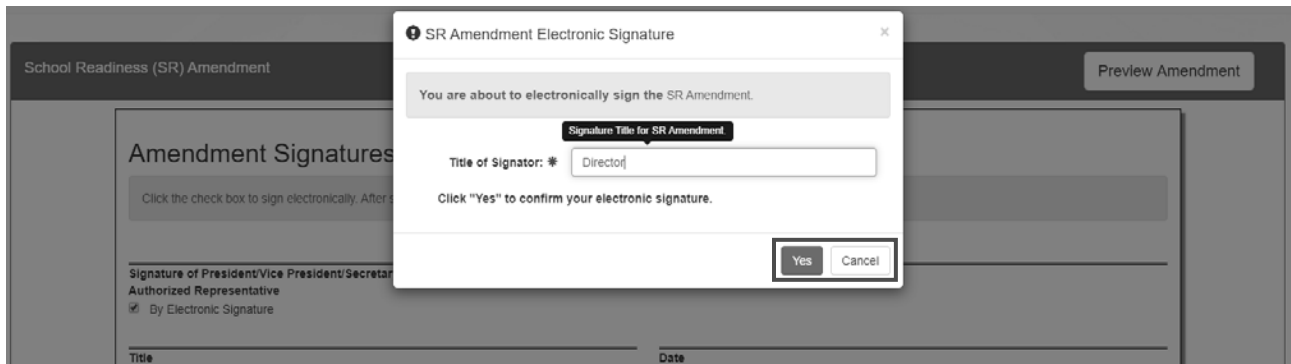 SR Amendment Electronic Signature ×
School Readiness (SR) Amendment
Preview Amendment
You are about to electronically sign the SR Amendment.
Signature Title for SR Amendment.
Title of Signator: * Director
Click "Yes" to confirm your electronic signature.
Yes Cancel
Amendment Signatures
Click the check box to sign electronically. After
Signature of President/Vice President/Secretar
Authorized Representative
By Electronic Signature
Title Date